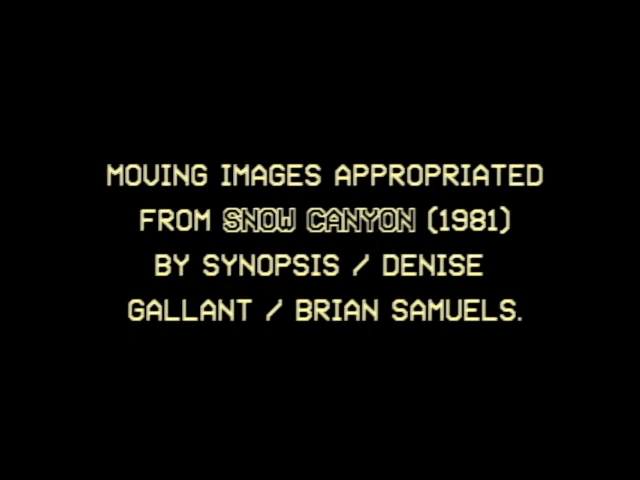 MOVING IMAGES APPROPRIATED
FROM SNOW CANYON (1981)
BY SYNOPSIS / DENISE
GALLANT / BRIAN SAMUELS.